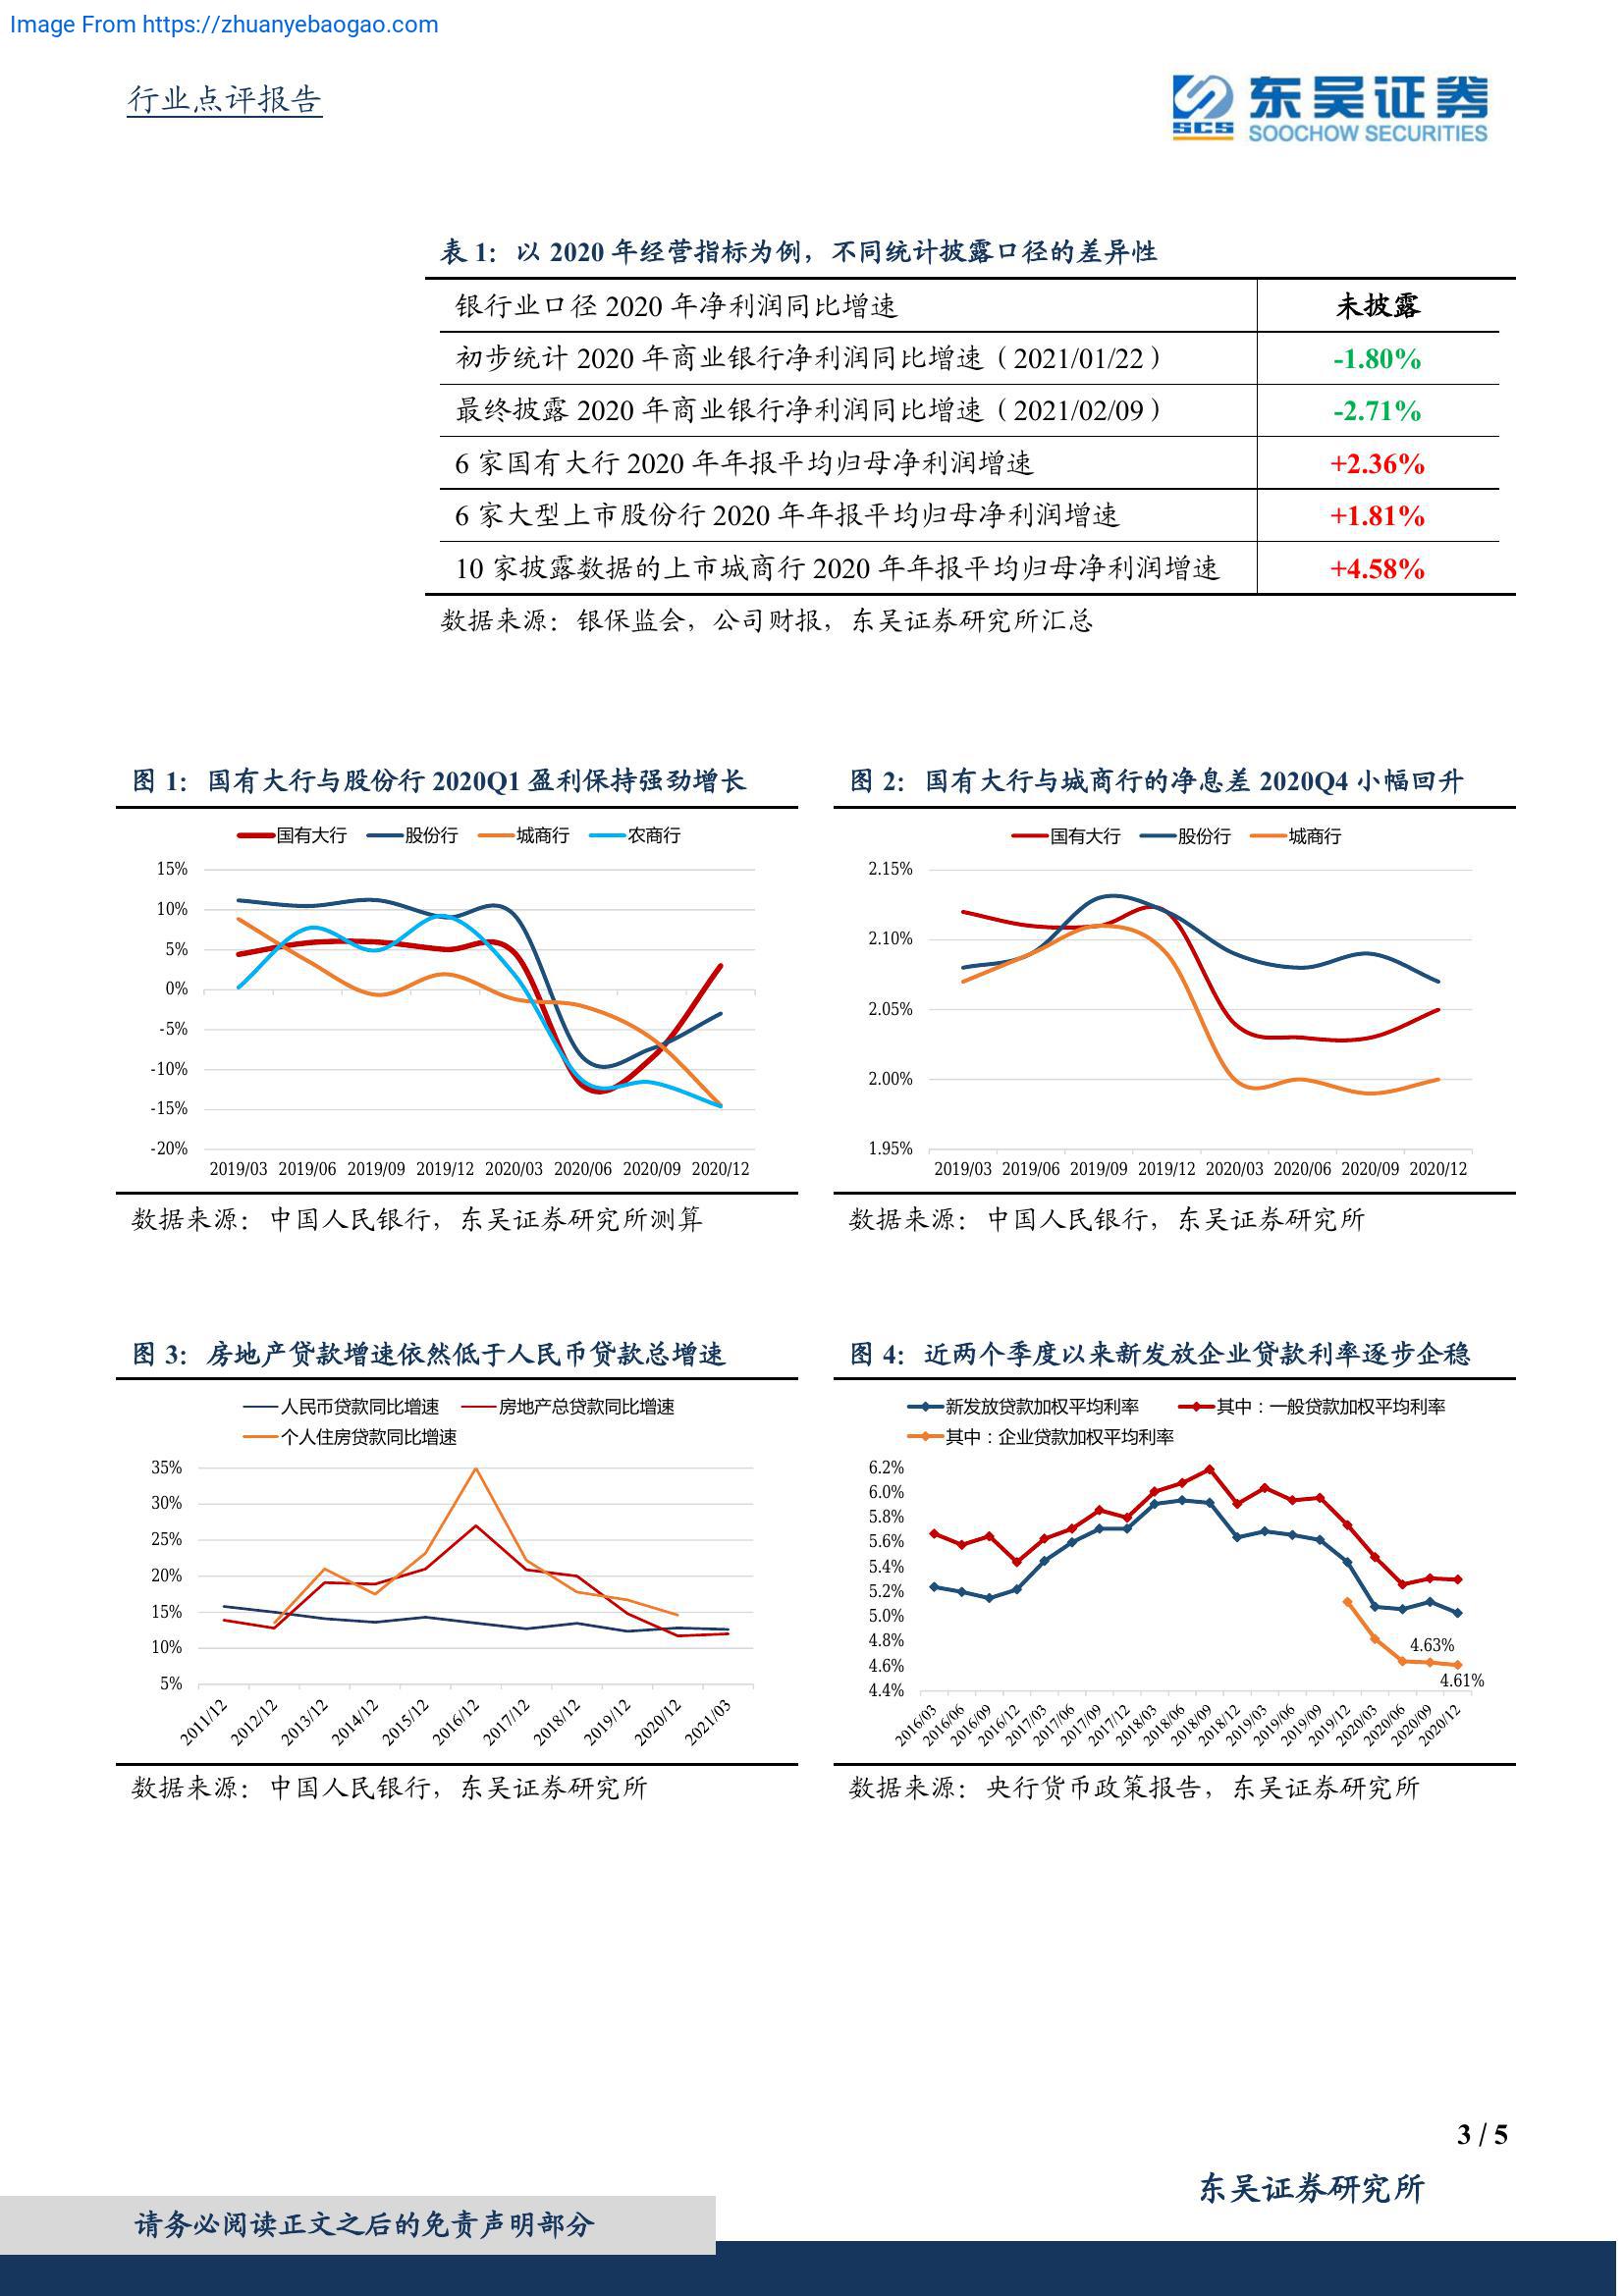 Image From https://zhuanyebaogao.com
行业点评报告
SCS
东吴证券
SOOCHOW SECURITIES
表 1：以 2020 年经营指标为例，不同统计披露口径的差异性
银行业口径 2020 年净利润同比增速 未披露
初步统计 2020 年商业银行净利润同比增速（2021/01/22） -1.80%
最终披露 2020 年商业银行净利润同比增速（2021/02/09） -2.71%
6 家国有大行 2020 年年报平均归母净利润增速 +2.36%
6 家大型上市股份行 2020 年年报平均归母净利润增速 +1.81%
10 家披露数据的上市城商行 2020 年年报平均归母净利润增速 +4.58%
数据来源：银保监会，公司财报，东吴证券研究所汇总
图 1：国有大行与股份行 2020Q1 盈利保持强劲增长
国有大行 股份行 城商行 农商行
15%
10%
5%
0%
-5%
-10%
-15%
-20%
2019/03 2019/06 2019/09 2019/12 2020/03 2020/06 2020/09 2020/12
数据来源：中国人民银行，东吴证券研究所测算
图 2：国有大行与城商行的净息差 2020Q4 小幅回升
国有大行 股份行 城商行
2.15%
2.10%
2.05%
2.00%
1.95%
2019/03 2019/06 2019/09 2019/12 2020/03 2020/06 2020/09 2020/12
数据来源：中国人民银行，东吴证券研究所
图 3：房地产贷款增速依然低于人民币贷款总增速
人民币贷款同比增速 房地产总贷款同比增速
个人住房贷款同比增速
35%
30%
25%
20%
15%
10%
5%
2011/12 2012/12 2013/12 2014/12 2015/12 2016/12 2017/12 2018/12 2019/12 2020/12 2021/03
数据来源：中国人民银行，东吴证券研究所
图 4：近两个季度以来新发放企业贷款利率逐步企稳
新发放贷款加权平均利率 其中：一般贷款加权平均利率
其中：企业贷款加权平均利率
6.2%
6.0%
5.8%
5.6%
5.4%
5.2%
5.0%
4.8%
4.6%
4.4%
4.63%
4.61%
2016/03 2016/06 2016/09 2016/12 2017/03 2017/06 2017/09 2017/12 2018/03 2018/06 2018/09 2018/12 2019/03 2019/06 2019/09 2019/12 2020/03 2020/06 2020/09 2020/12
数据来源：央行货币政策报告，东吴证券研究所
3 / 5
东吴证券研究所
请务必阅读正文之后的免责声明部分